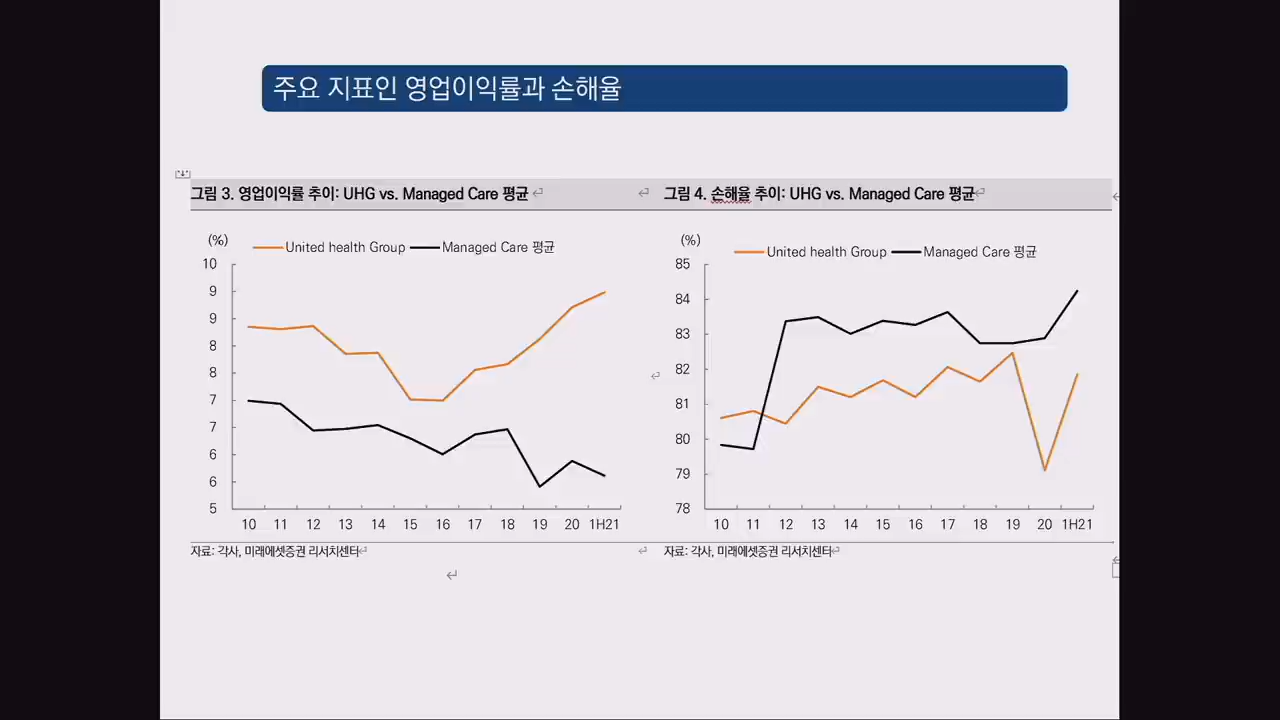 주요 지표인 영업이익률과 손해율
그림 3. 영업이익률 추이: UHG vs. Managed Care 평균
그림 4. 손해율 추이: UHG vs. Managed Care 평균
(%)
United health Group
Managed Care 평균
10
9
9
8
8
7
7
6
6
5
10 11 12 13 14 15 16 17 18 19 20 1H21
(%)
United health Group
Managed Care 평균
85
84
83
82
81
80
79
78
10 11 12 13 14 15 16 17 18 19 20 1H21
자료: 각사, 미래에셋증권 리서치센터
자료: 각사, 미래에셋증권 리서치센터